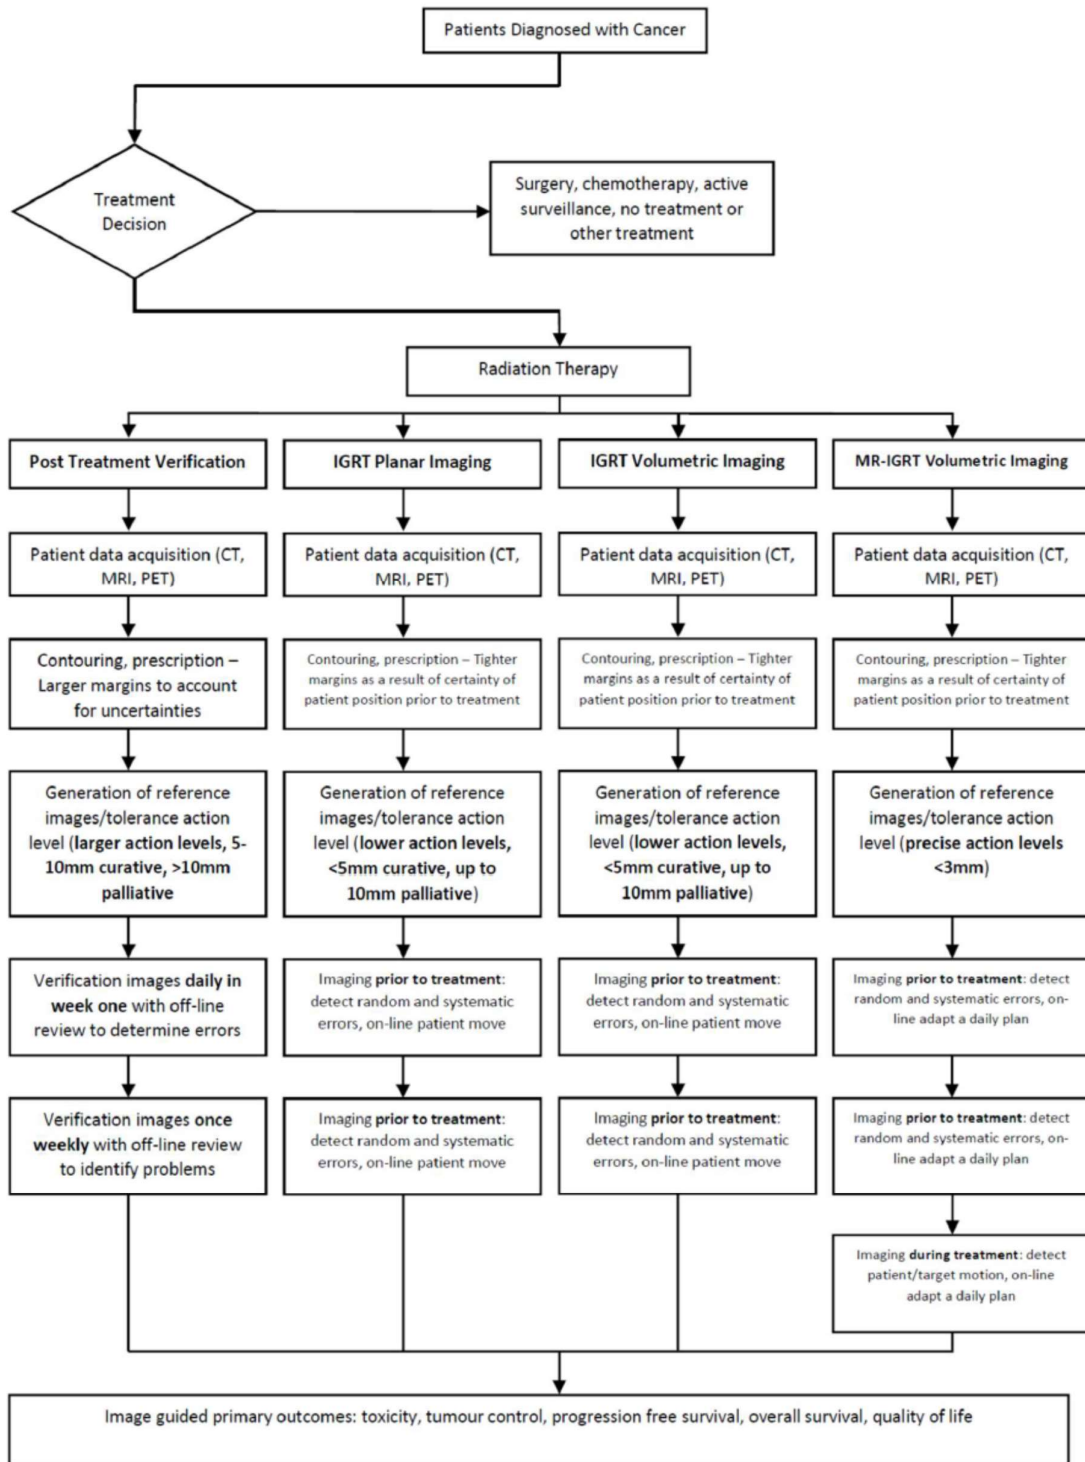 Patients Diagnosed with Cancer
Treatment
Decision
Surgery, chemotherapy, active
surveillance, no treatment or
other treatment
Radiation Therapy
Post Treatment Verification
IGRT Planar Imaging
IGRT Volumetric Imaging
MR-IGRT Volumetric Imaging
Patient data acquisition (CT,
MRI, PET)
Patient data acquisition (CT,
MRI, PET)
Patient data acquisition (CT,
MRI, PET)
Patient data acquisition (CT,
MRI, PET)
Contouring, prescription –
Larger margins to account
for uncertainties
Contouring, prescription – Tighter
margins as a result of certainty of
patient position prior to treatment
Contouring, prescription – Tighter
margins as a result of certainty of
patient position prior to treatment
Contouring, prescription – Tighter
margins as a result of certainty of
patient position prior to treatment
Generation of reference
images/tolerance action
level (larger action levels, 5-
10mm curative, >10mm
palliative
Generation of reference
images/tolerance action
level (lower action levels,
<5mm curative, up to
10mm palliative)
Generation of reference
images/tolerance action
level (lower action levels,
<5mm curative, up to
10mm palliative)
Generation of reference
images/tolerance action
level (precise action levels
<3mm)
Verification images daily in
week one with off-line
review to determine errors
Imaging prior to treatment:
detect random and systematic
errors, on-line patient move
Imaging prior to treatment:
detect random and systematic
errors, on-line patient move
Imaging prior to treatment: detect
random and systematic errors, on-
line adapt a daily plan
Verification images once
weekly with off-line review
to identify problems
Imaging prior to treatment:
detect random and systematic
errors, on-line patient move
Imaging prior to treatment:
detect random and systematic
errors, on-line patient move
Imaging prior to treatment: detect
random and systematic errors, on-
line adapt a daily plan
Imaging during treatment: detect
patient/target motion, on-line
adapt a daily plan
Image guided primary outcomes: toxicity, tumour control, progression free survival, overall survival, quality of life